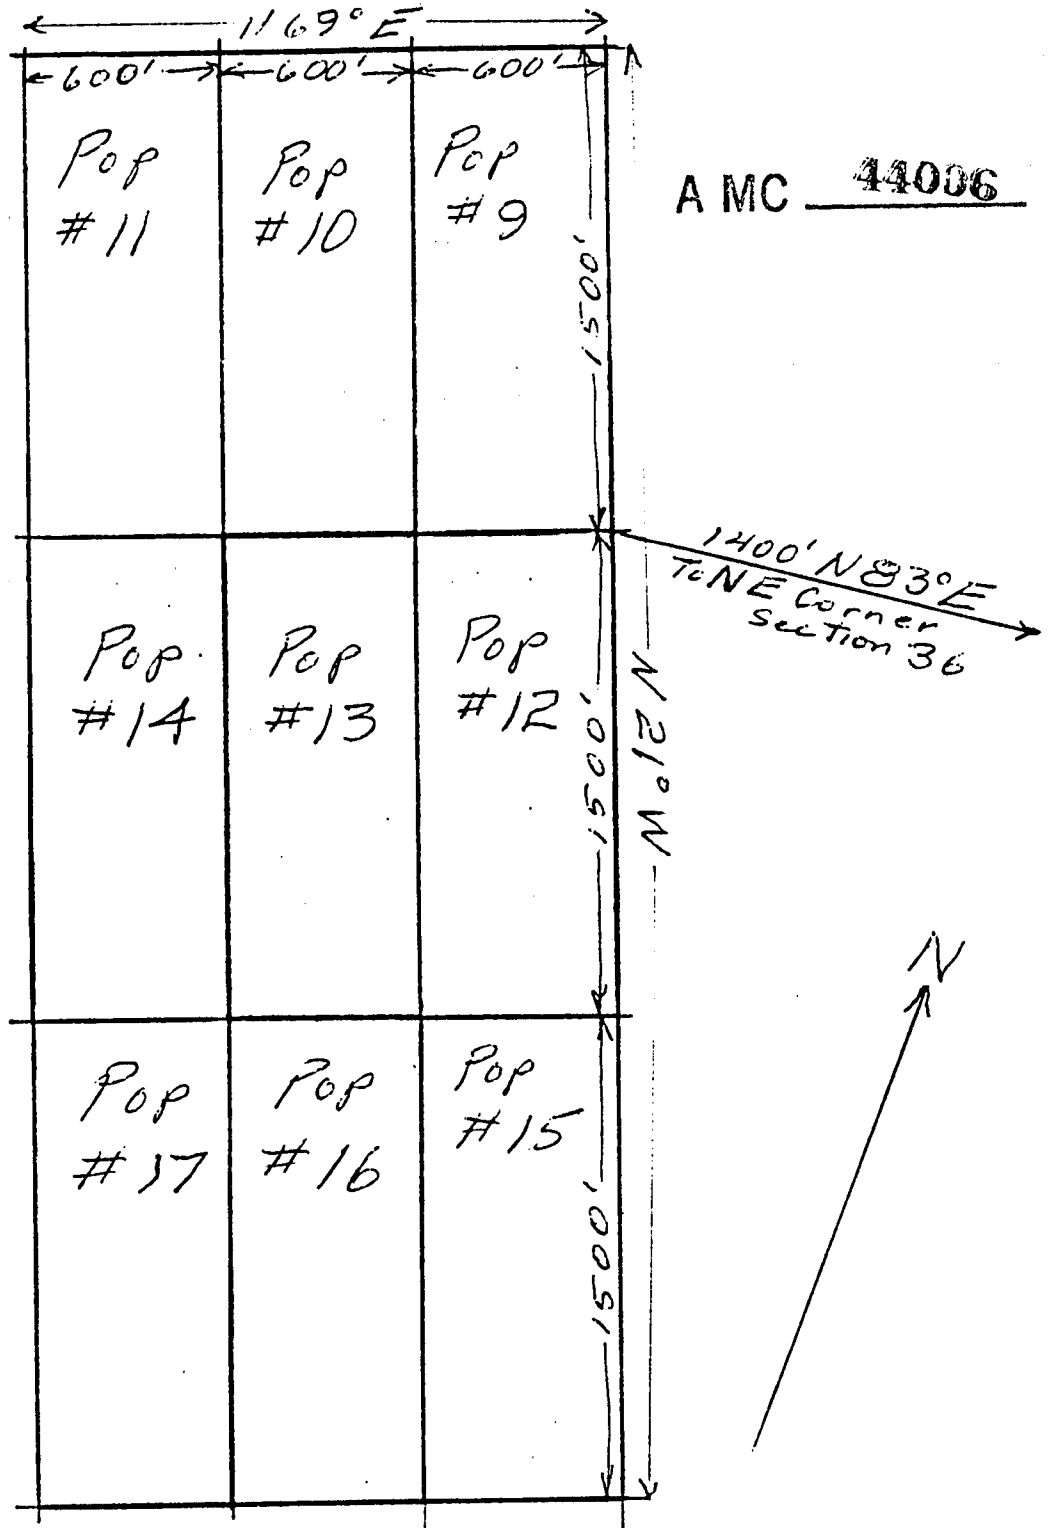 N69°E
600' 600' 600'
Pop
#11
Pop
#10
Pop
#9
1500'
A MC 44006
1400' N83°E
To NE Corner
Section 36
Pop
#14
Pop
#13
Pop
#12
1500'
N21°W
N
Pop
#17
Pop
#16
Pop
#15
1500'